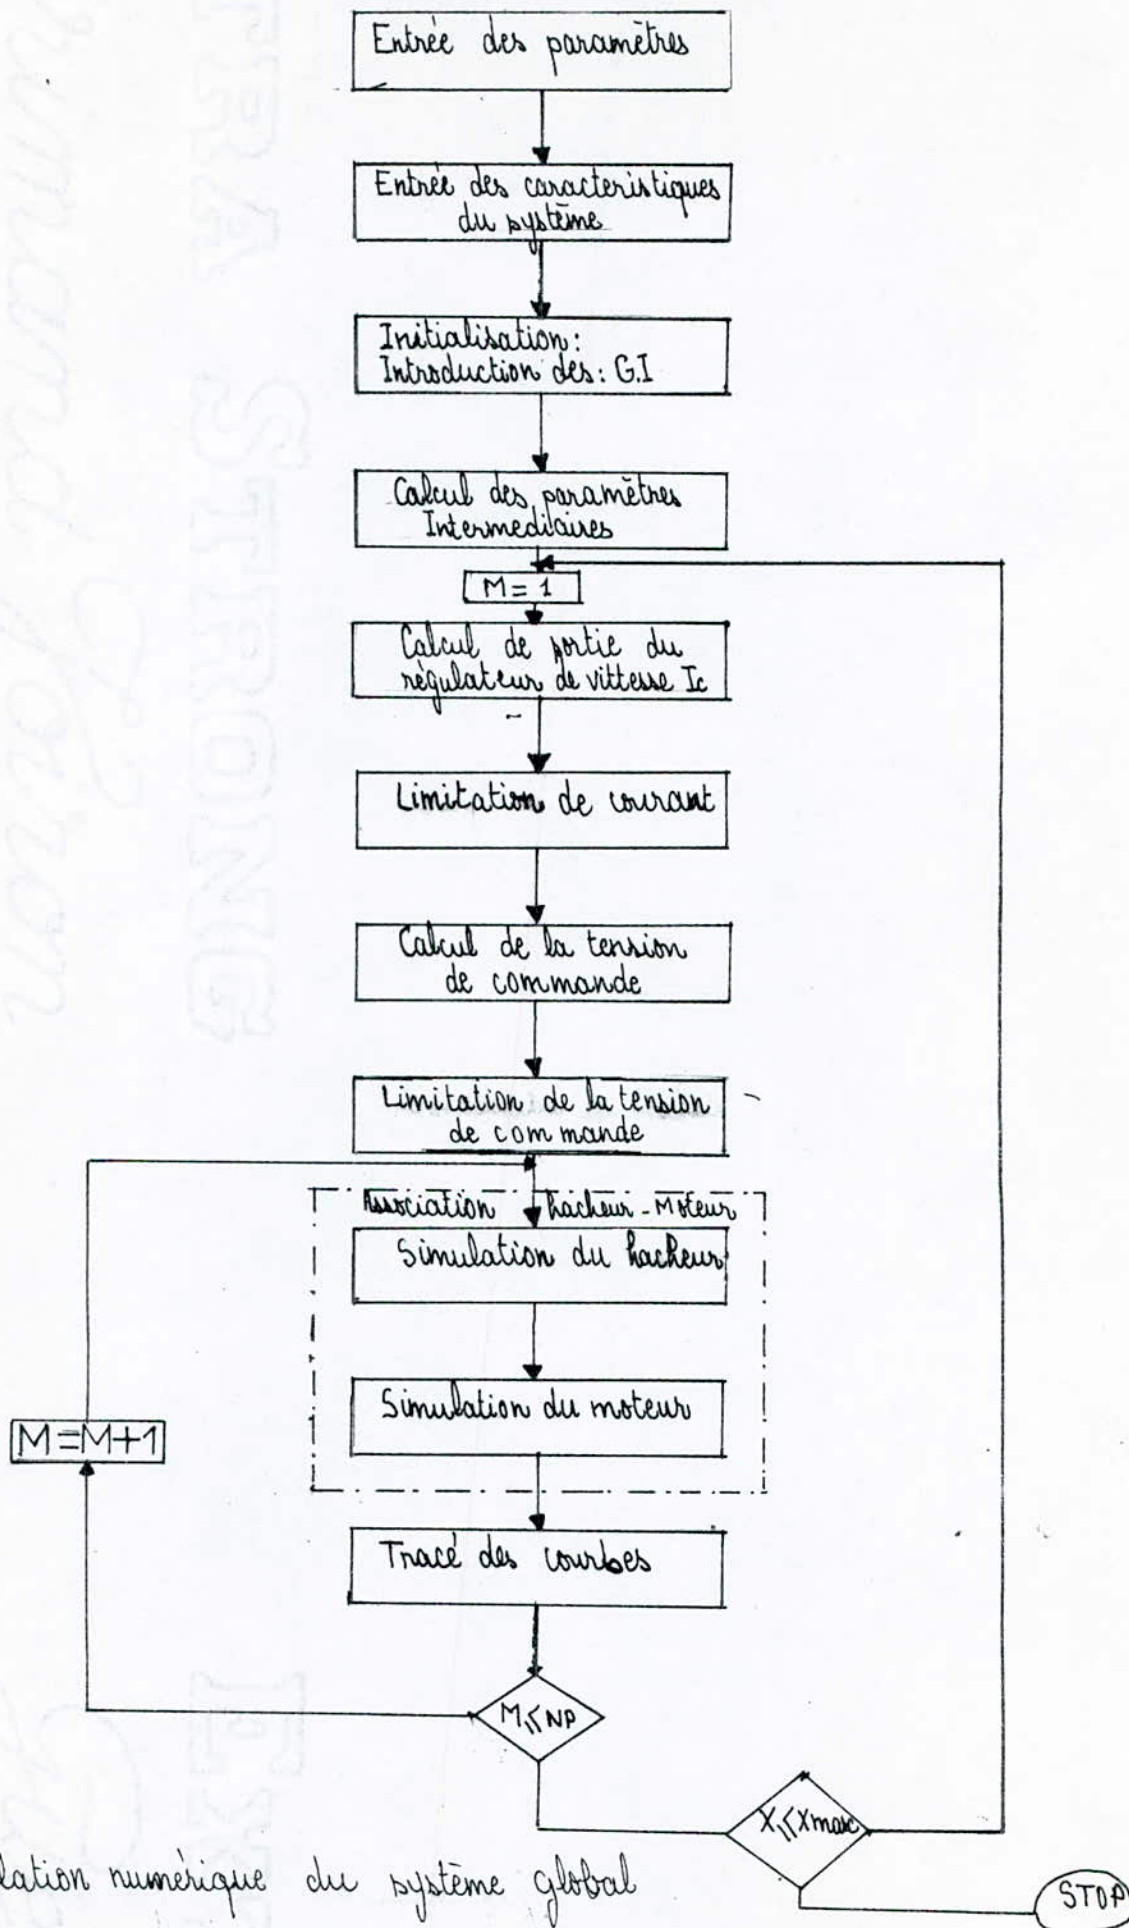 Entrée des paramètres
Entrée des caracteristiques
du système
Initialisation:
Introduction des: G.I
Calcul des paramètres
Intermediaires
M = 1
Calcul de sortie du
régulateur de vittesse Ic
Limitation de courant
Calcul de la tension
de commande
Limitation de la tension
de commande
Association hacheur - Moteur
Simulation du hacheur
Simulation du moteur
M = M+1
Tracé des courbes
M ≤ NP
X ≤ Xmax
lation numérique du système global
STOP